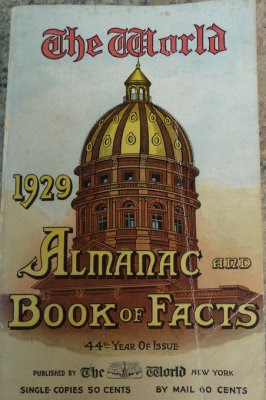 The World
1929
ALMANAC AND
BOOK OF FACTS
44th YEAR OF ISSUE
PUBLISHED BY The World NEW YORK
SINGLE COPIES 50 CENTS BY MAIL 60 CENTS